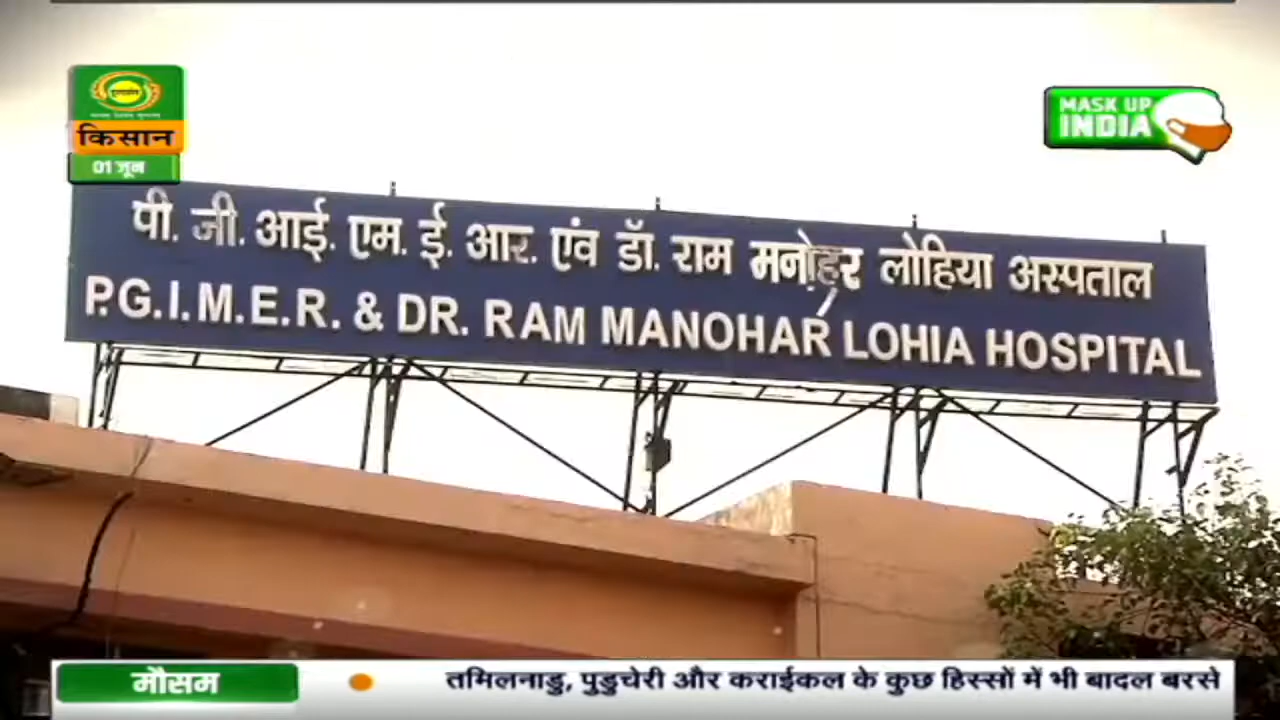 किसान
01 जून
MASK UP
INDIA
पी. जी. आई. एम. ई. आर. एंव डॉ. राम मनोहर लोहिया अस्पताल
P.G.I.M.E.R. & DR. RAM MANOHAR LOHIA HOSPITAL
मौसम
तमिलनाडु, पुडुचेरी और कराईकल के कुछ हिस्सों में भी बादल बरसे